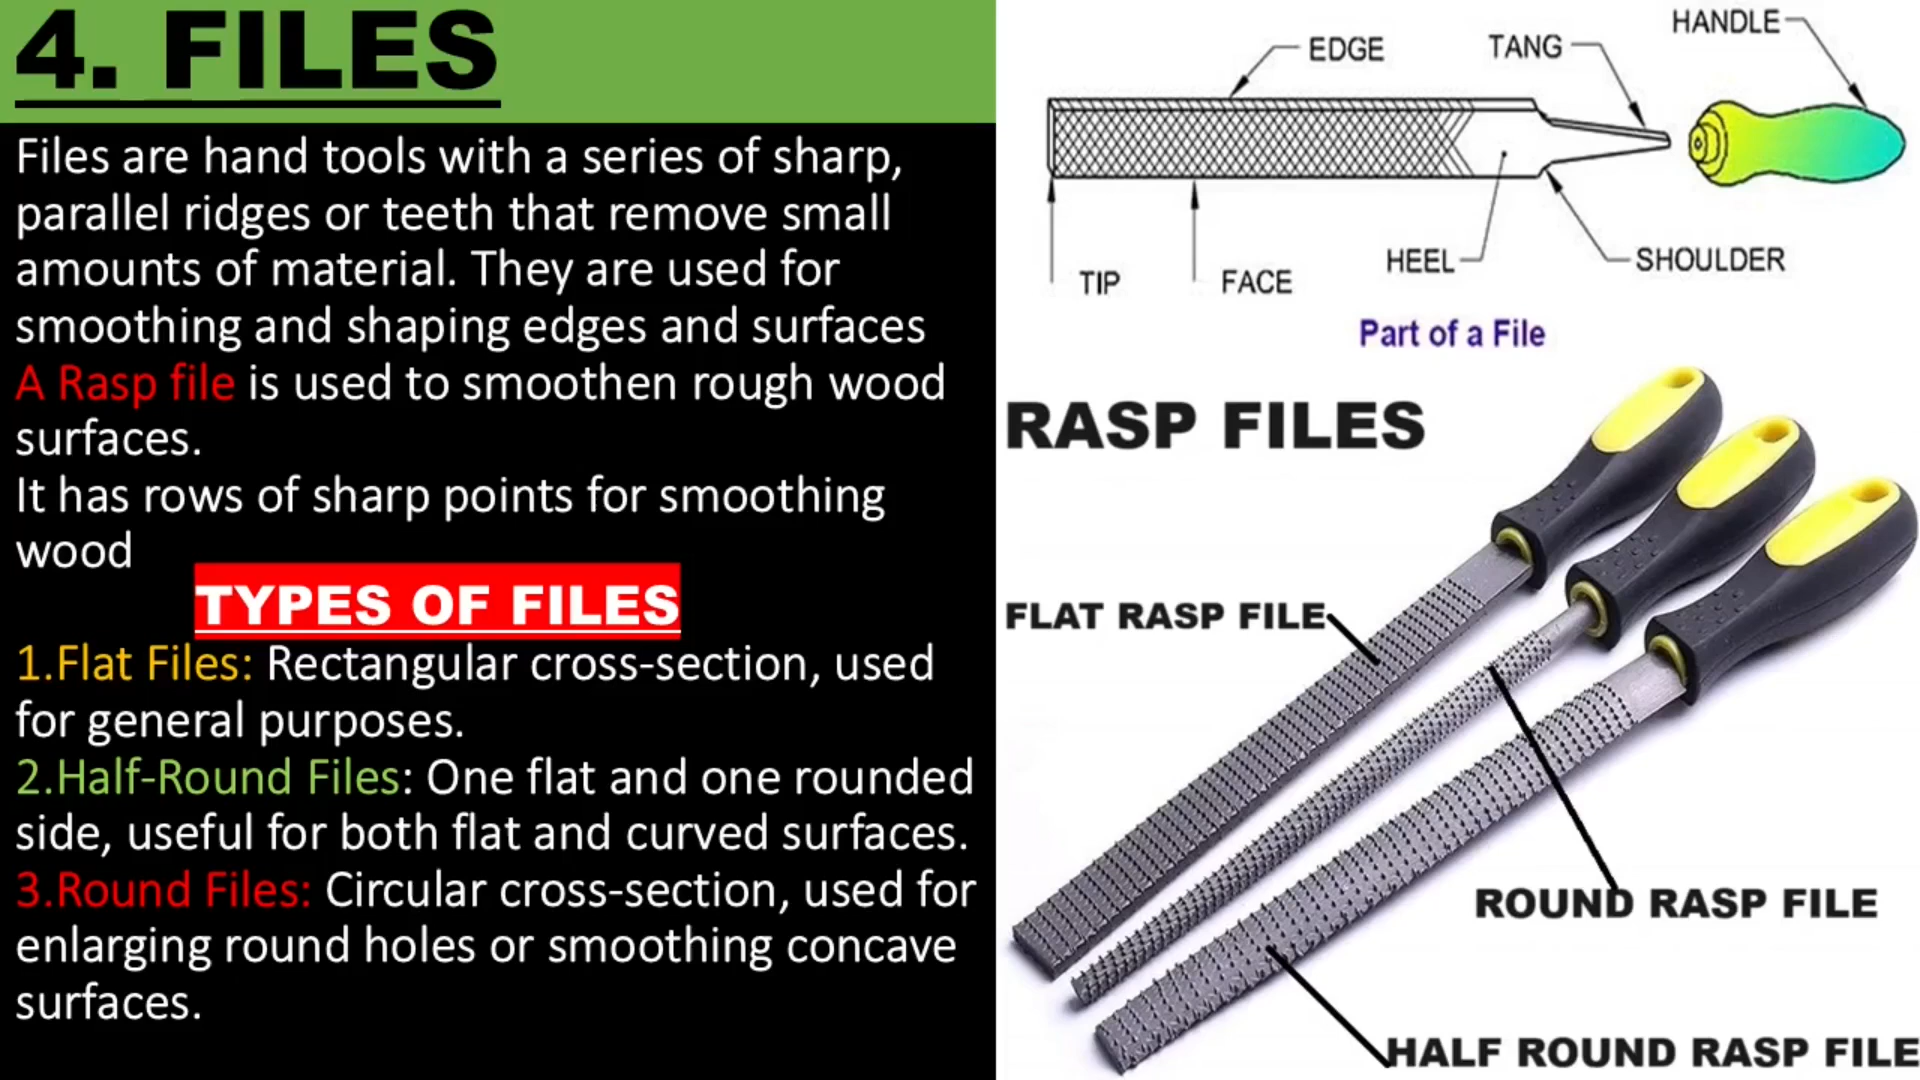 4. FILES
Files are hand tools with a series of sharp,
parallel ridges or teeth that remove small
amounts of material. They are used for
smoothing and shaping edges and surfaces
A Rasp file is used to smoothen rough wood
surfaces.
It has rows of sharp points for smoothing
wood
TYPES OF FILES
1.Flat Files: Rectangular cross-section, used
for general purposes.
2.Half-Round Files: One flat and one rounded
side, useful for both flat and curved surfaces.
3.Round Files: Circular cross-section, used for
enlarging round holes or smoothing concave
surfaces.
HANDLE
EDGE
TANG
HEEL
SHOULDER
TIP
FACE
Part of a File
RASP FILES
FLAT RASP FILE
ROUND RASP FILE
HALF ROUND RASP FILE